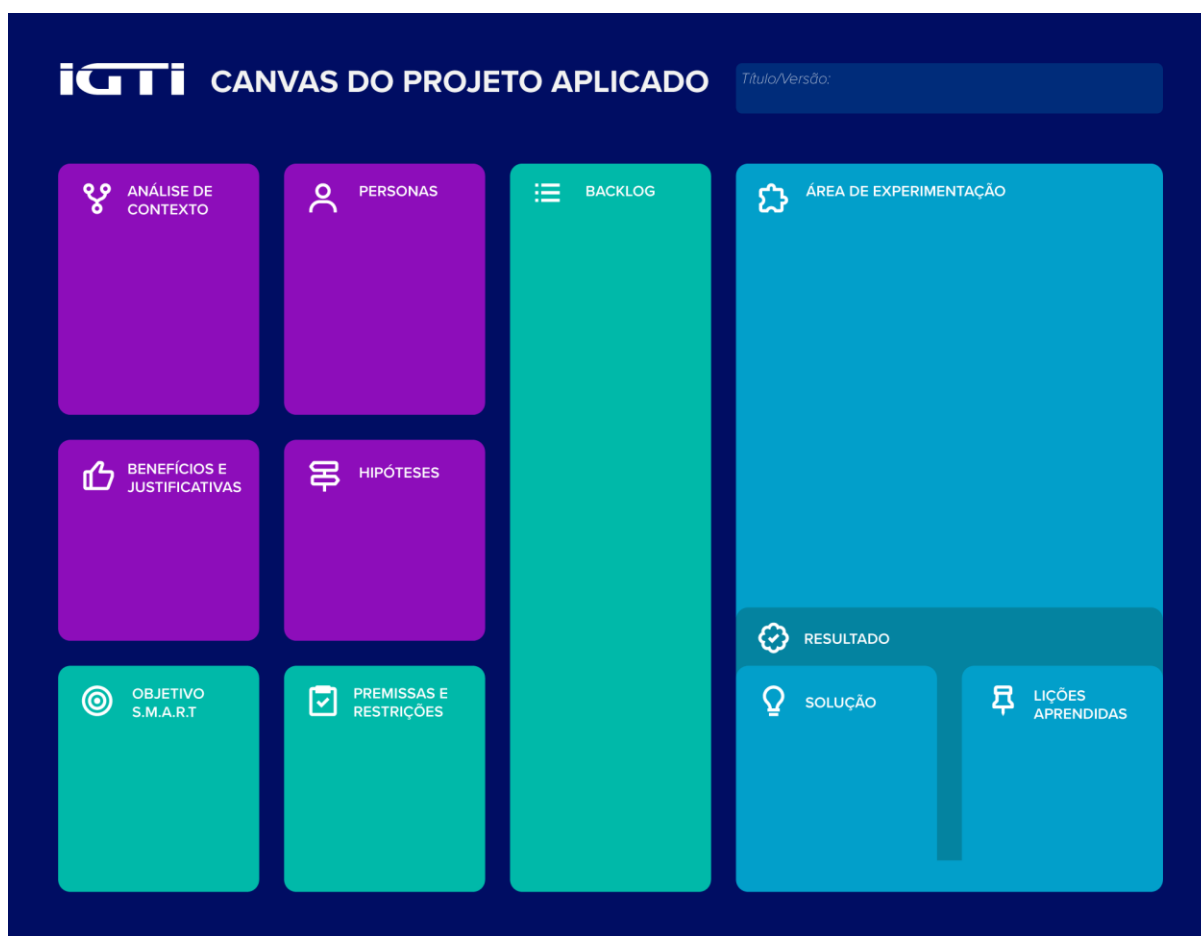 iGTi CANVAS DO PROJETO APLICADO
Título/Versão:
ANÁLISE DE
CONTEXTO
PERSONAS
BACKLOG
ÁREA DE EXPERIMENTAÇÃO
BENEFÍCIOS E
JUSTIFICATIVAS
HIPÓTESES
RESULTADO
OBJETIVO
S.M.A.R.T
PREMISSAS E
RESTRIÇÕES
SOLUÇÃO
LIÇÕES
APRENDIDAS